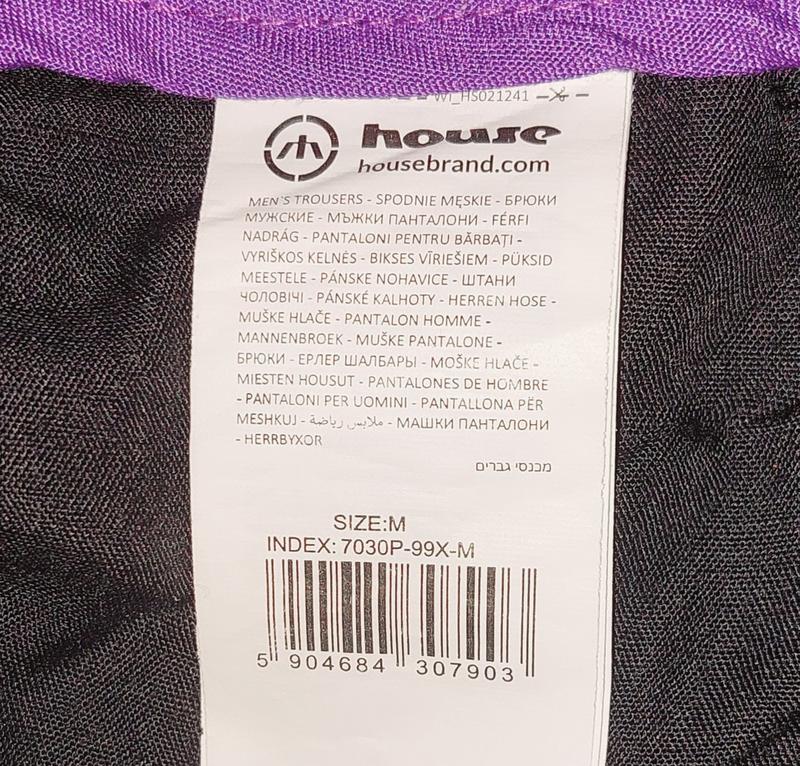 WI_HS021241
house
housebrand.com
MEN'S TROUSERS - SPODNIE MĘSKIE - БРЮКИ
МУЖСКИЕ - МЪЖКИ ПАНТАЛОНИ - FÉRFI
NADRÁG - PANTALONI PENTRU BĂRBAȚI -
VYRIŠKOS KELNĖS - BIKSES VĪRIEŠIEM - PÜKSID
MEESTELE - PÁNSKE NOHAVICE - ШТАНИ
ЧОЛОВІЧІ - PÁNSKÉ KALHOTY - HERREN HOSE -
MUŠKE HLAČE - PANTALON HOMME -
MANNENBROEK - MUŠKE PANTALONE -
БРЮКИ - ЕРЛЕР ШАЛБАРЫ - MOŠKE HLAČE -
MIESTEN HOUSUT - PANTALONES DE HOMBRE
- PANTALONI PER UOMINI - PANTALLONA PËR
MESHKUJ - ملابس رياضة - МАШКИ ПАНТАЛОНИ
- HERRBYXOR
מכנסי גברים
SIZE:M
INDEX: 7030P-99X-M
5 904684 307903